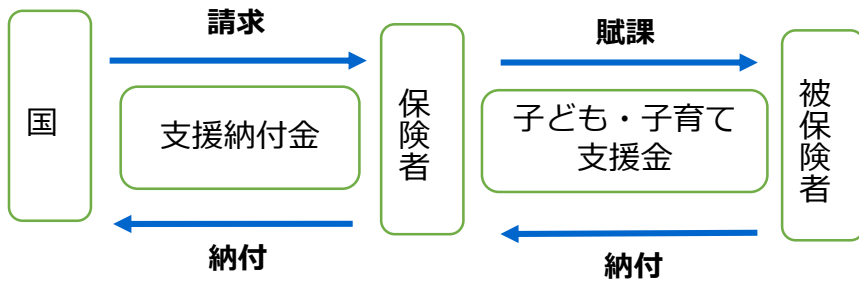 請求
賦課
国
支援納付金
保険者
子ども・子育て
支援金
被保険者
納付
納付